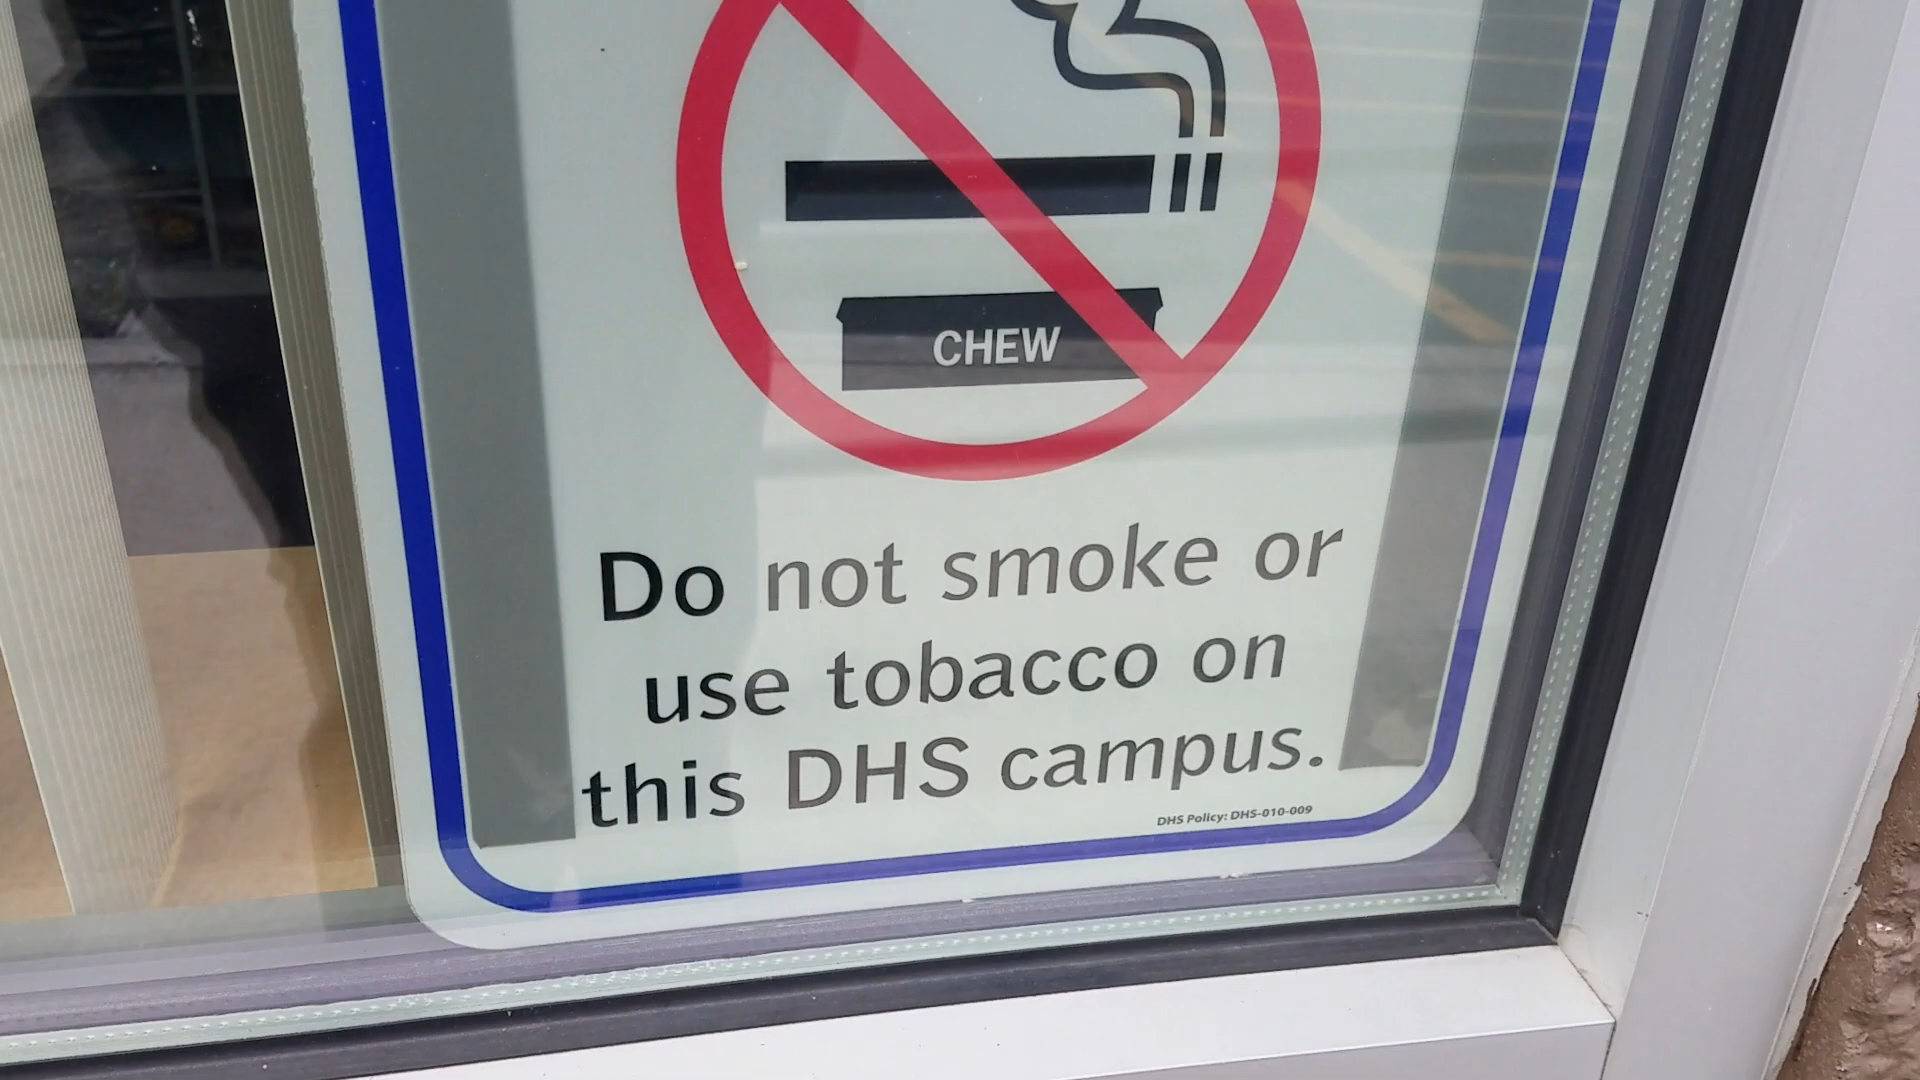 CHEW
Do not smoke or
use tobacco on
this DHS campus.
DHS Policy: DHS-010-009